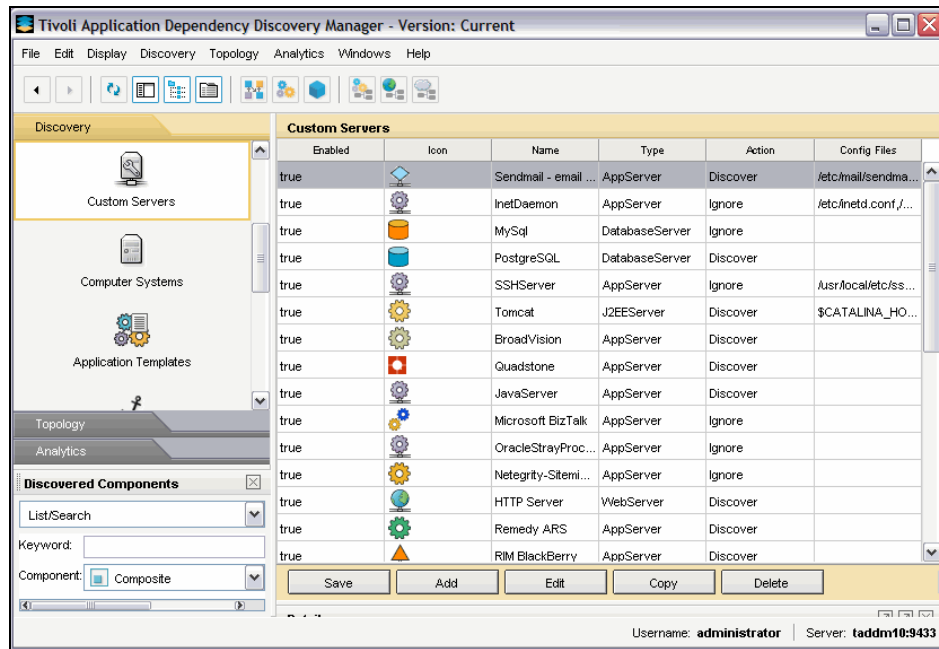 Tivoli Application Dependency Discovery Manager - Version: Current
File Edit Display Discovery Topology Analytics Windows Help
Discovery
Custom Servers
Computer Systems
Application Templates
Topology
Analytics
Discovered Components
List/Search
Keyword:
Component: Composite
Custom Servers
Enabled Icon Name Type Action Config Files
true Sendmail - email ... AppServer Discover /etc/mail/sendma...
true InetDaemon AppServer Ignore /etc/inetd.conf,/...
true MySql DatabaseServer Ignore
true PostgreSQL DatabaseServer Discover
true SSHServer AppServer Ignore /usr/local/etc/ss...
true Tomcat J2EEServer Discover $CATALINA_HO...
true BroadVision AppServer Discover
true Quadstone AppServer Discover
true JavaServer AppServer Discover
true Microsoft BizTalk AppServer Ignore
true OracleStrayProc... AppServer Ignore
true Netegrity-Sitemi... AppServer Ignore
true HTTP Server WebServer Discover
true Remedy ARS AppServer Discover
true RIM BlackBerry AppServer Discover
Save Add Edit Copy Delete
Username: administrator Server: taddm10:9433